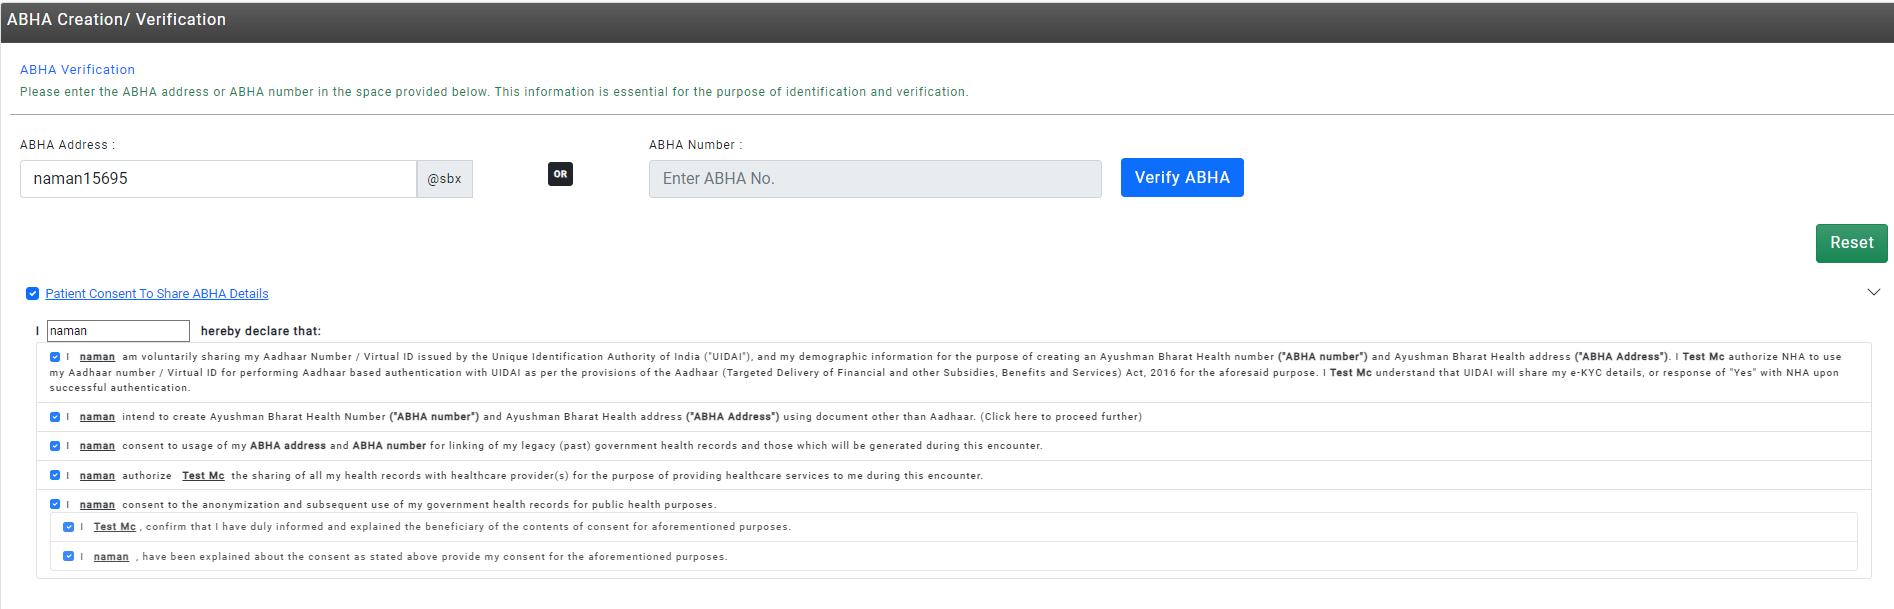 ABHA Creation/ Verification
ABHA Verification
Please enter the ABHA address or ABHA number in the space provided below. This information is essential for the purpose of identification and verification.
ABHA Address :
ABHA Number :
naman15695 @sbx
OR
Enter ABHA No.
Verify ABHA
Reset
Patient Consent To Share ABHA Details
I naman hereby declare that:
I naman am voluntarily sharing my Aadhaar Number / Virtual ID issued by the Unique Identification Authority of India ("UIDAI"), and my demographic information for the purpose of creating an Ayushman Bharat Health number ("ABHA number") and Ayushman Bharat Health address ("ABHA Address"). I Test Mc authorize NHA to use
my Aadhaar number / Virtual ID for performing Aadhaar based authentication with UIDAI as per the provisions of the Aadhaar (Targeted Delivery of Financial and other Subsidies, Benefits and Services) Act, 2016 for the aforesaid purpose. I Test Mc understand that UIDAI will share my e-KYC details, or response of "Yes" with NHA upon
successful authentication.
I naman intend to create Ayushman Bharat Health Number ("ABHA number") and Ayushman Bharat Health address ("ABHA Address") using document other than Aadhaar. (Click here to proceed further)
I naman consent to usage of my ABHA address and ABHA number for linking of my legacy (past) government health records and those which will be generated during this encounter.
I naman authorize Test Mc the sharing of all my health records with healthcare provider(s) for the purpose of providing healthcare services to me during this encounter.
I naman consent to the anonymization and subsequent use of my government health records for public health purposes.
I Test Mc , confirm that I have duly informed and explained the beneficiary of the contents of consent for aforementioned purposes.
I naman , have been explained about the consent as stated above provide my consent for the aforementioned purposes.